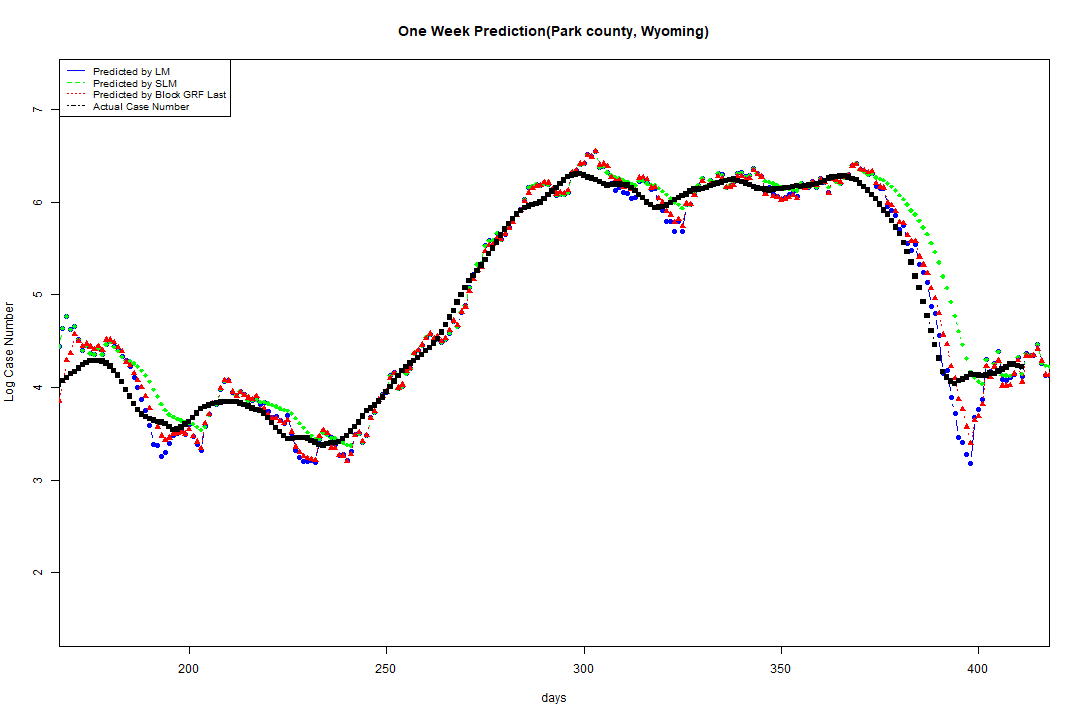 One Week Prediction(Park county, Wyoming)
Predicted by LM
Predicted by SLM
Predicted by Block GRF Last
Actual Case Number
7
6
5
4
3
2
Log Case Number
200 250 300 350 400
days